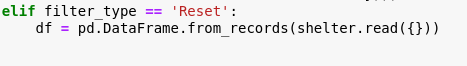 elif filter_type == 'Reset':
    df = pd.DataFrame.from_records(shelter.read({}))